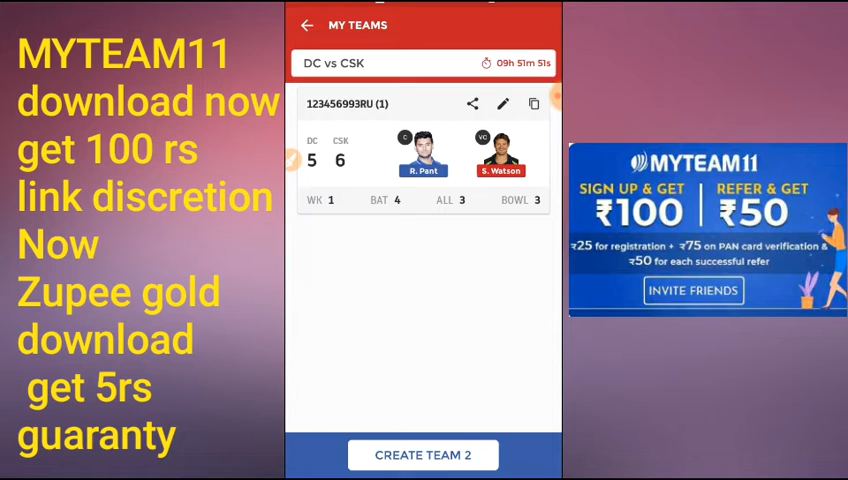 MYTEAM11
download now
get 100 rs
link discretion
Now
Zupee gold
download
get 5rs
guaranty
MY TEAMS
DC vs CSK
09h 51m 51s
123456993RU (1)
DC CSK
5 6
C
R. Pant
VC
S. Watson
WK 1 BAT 4 ALL 3 BOWL 3
CREATE TEAM 2
MYTEAM11
SIGN UP & GET
₹100
REFER & GET
₹50
₹25 for registration + ₹75 on PAN card verification &
₹50 for each successful refer
INVITE FRIENDS